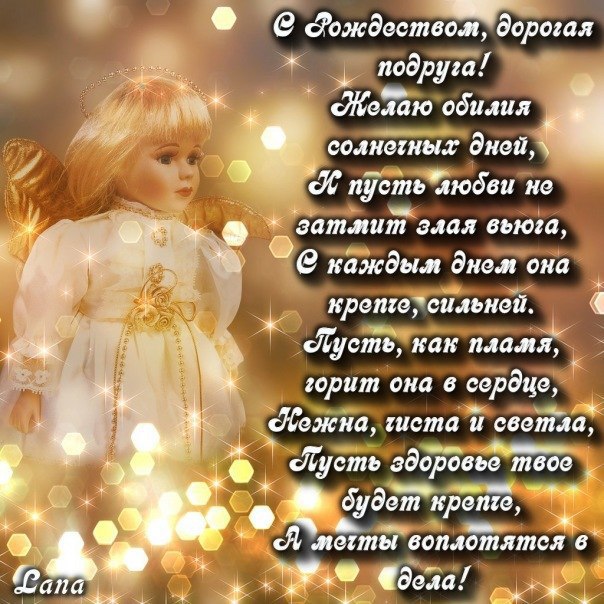 С Рождеством, дорогая
подруга!
Желаю обилия
солнечных дней,
И пусть любви не
затмит злая вьюга,
С каждым днем она
крепче, сильней.
Пусть, как пламя,
горит она в сердце,
Нежна, чиста и светла,
Пусть здоровье твое
будет крепче,
А мечты воплотятся в
дела!
Lana